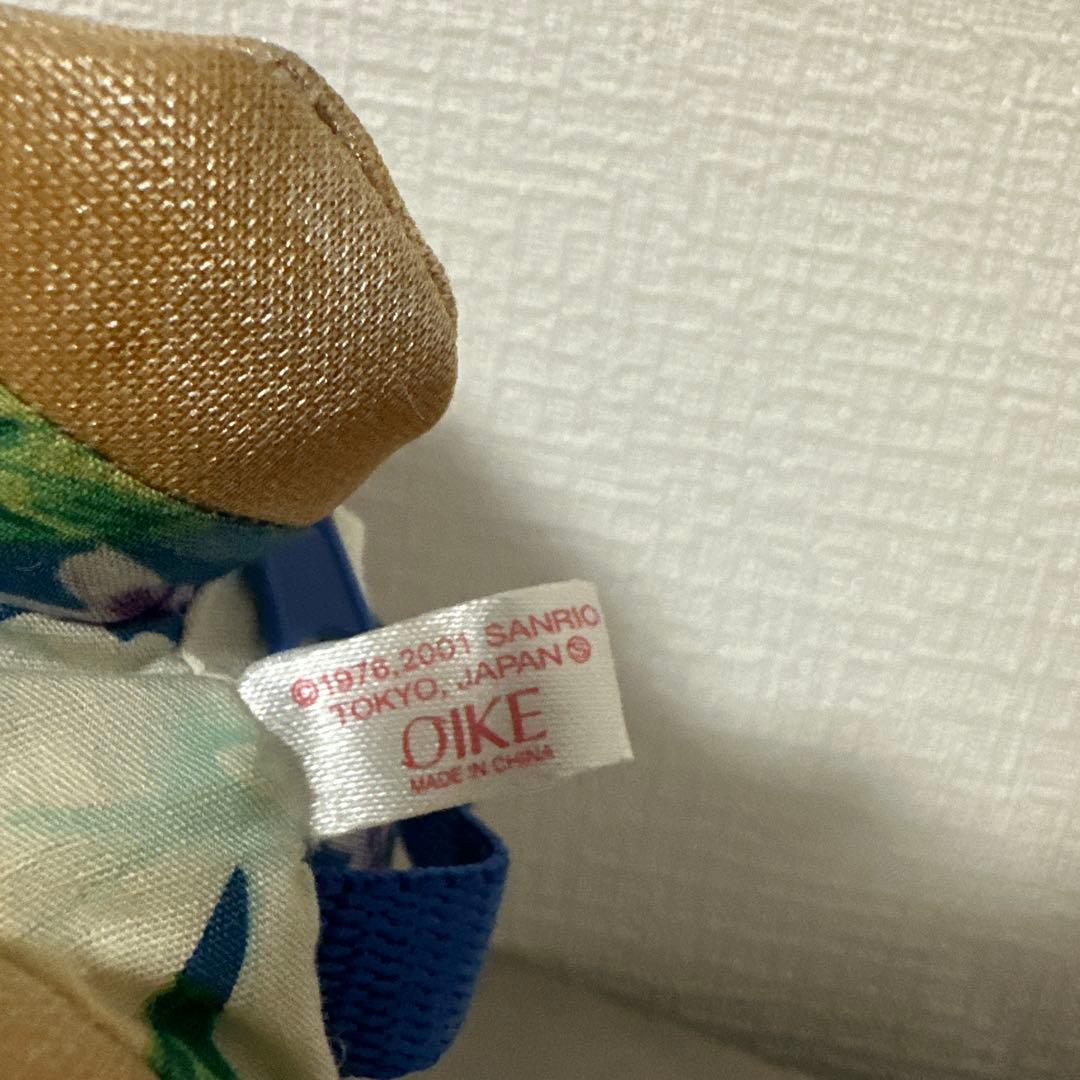 ©1976,2001 SANRIO
TOKYO, JAPAN Ⓢ
OIKE
MADE IN CHINA